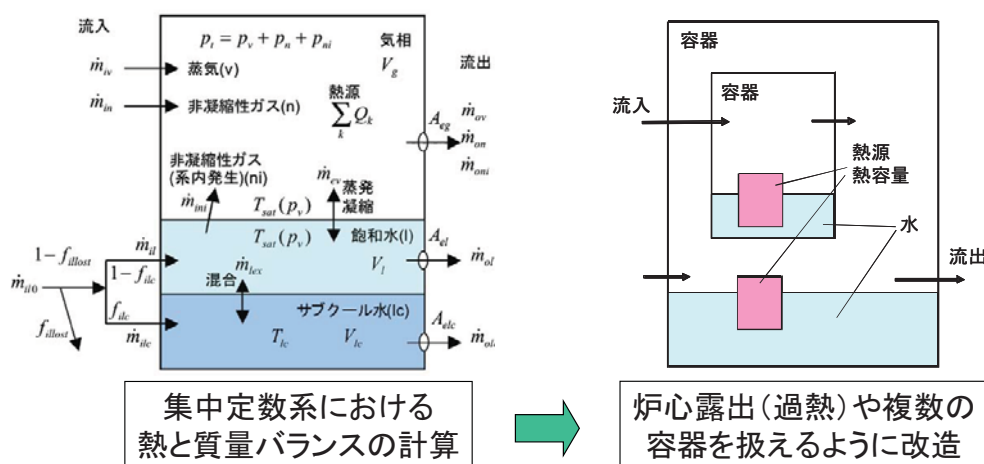 流入
p_t = p_v + p_n + p_ni
気相
V_g
流出
ṁ_iv
蒸気(v)
ṁ_in
非凝縮性ガス(n)
熱源
∑_k Q_k
A_eg
ṁ_ov
ṁ_on
ṁ_oni
非凝縮性ガス
(系内発生)(ni)
ṁ_ini
ṁ_ev
蒸発
凝縮
T_sat(p_v)
T_sat(p_v)
飽和水(l)
A_el
1-f_illost
ṁ_il
V_l
ṁ_ol
ṁ_il0
1-f_ilc
混合
ṁ_lex
f_illost
f_ilc
サブクール水(lc)
A_elc
ṁ_ilc
T_lc
V_lc
ṁ_olc
集中定数系における
熱と質量バランスの計算
容器
容器
流入
熱源
熱容量
水
流出
炉心露出(過熱)や複数の
容器を扱えるように改造